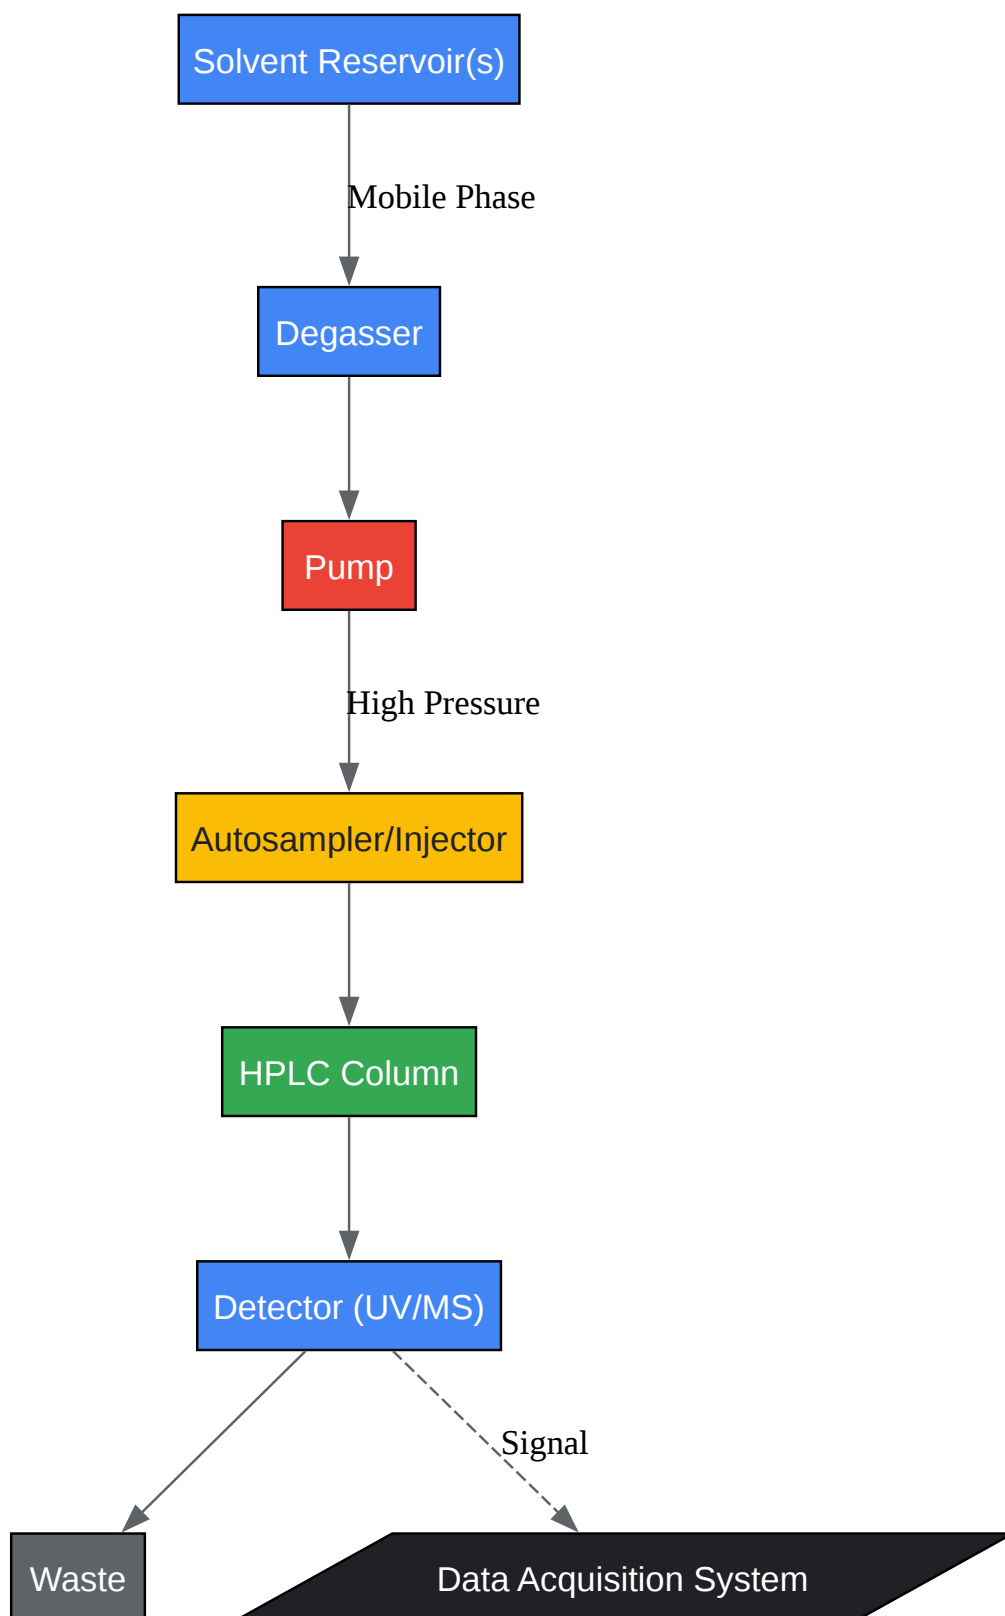 Solvent Reservoir(s)
Mobile Phase
Degasser
Pump
High Pressure
Autosampler/Injector
HPLC Column
Detector (UV/MS)
Signal
Waste
Data Acquisition System